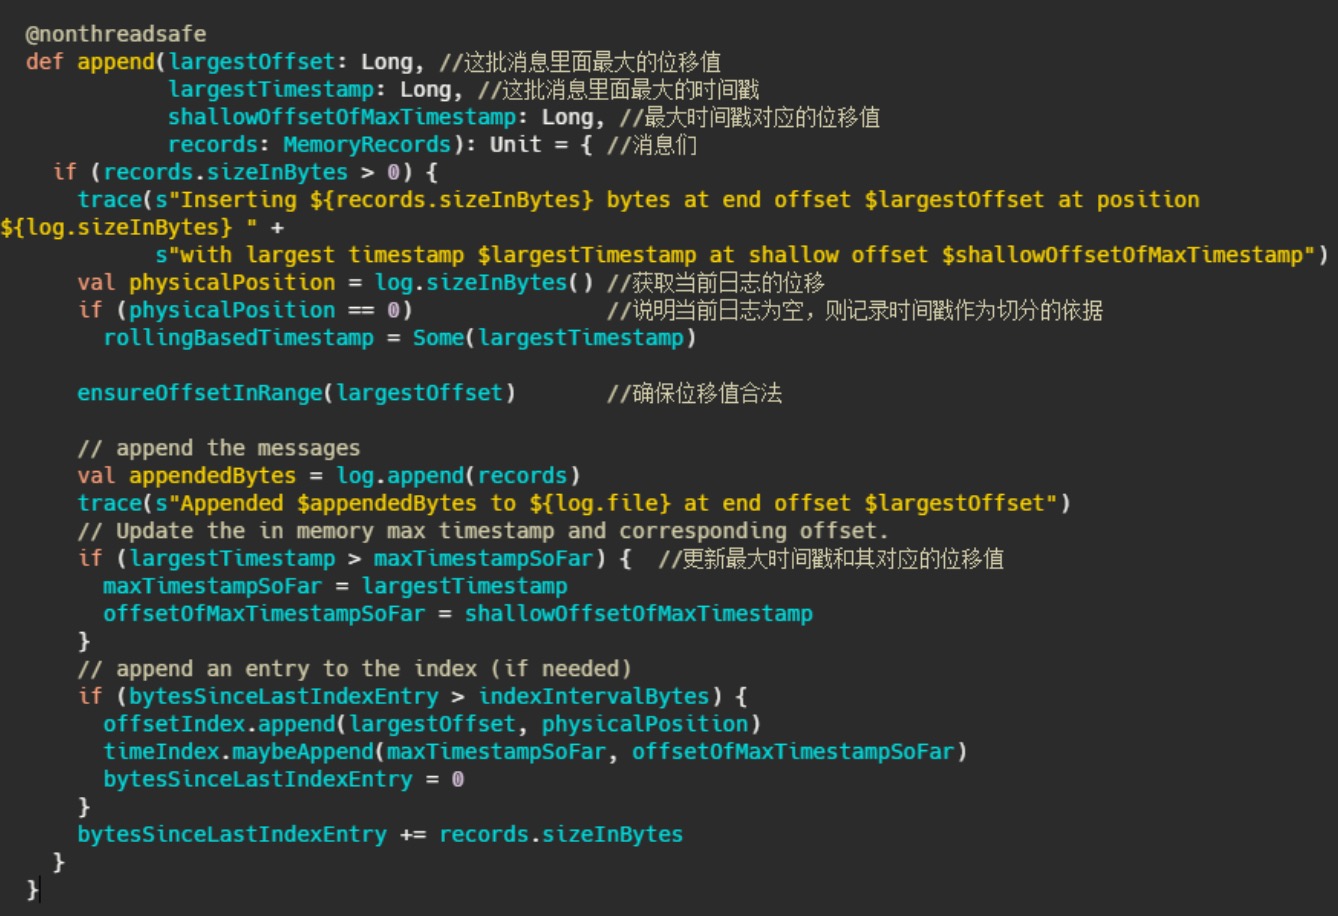 @nonthreadsafe
def append(largestOffset: Long, //这批消息里面最大的位移值
largestTimestamp: Long, //这批消息里面最大的时间戳
shallowOffsetOfMaxTimestamp: Long, //最大时间戳对应的位移值
records: MemoryRecords): Unit = { //消息们
if (records.sizeInBytes > 0) {
trace(s"Inserting ${records.sizeInBytes} bytes at end offset $largestOffset at position
${log.sizeInBytes} " +
s"with largest timestamp $largestTimestamp at shallow offset $shallowOffsetOfMaxTimestamp")
val physicalPosition = log.sizeInBytes() //获取当前日志的位移
if (physicalPosition == 0) //说明当前日志为空，则记录时间戳作为切分的依据
rollingBasedTimestamp = Some(largestTimestamp)
ensureOffsetInRange(largestOffset) //确保位移值合法
// append the messages
val appendedBytes = log.append(records)
trace(s"Appended $appendedBytes to ${log.file} at end offset $largestOffset")
// Update the in memory max timestamp and corresponding offset.
if (largestTimestamp > maxTimestampSoFar) { //更新最大时间戳和其对应的位移值
maxTimestampSoFar = largestTimestamp
offsetOfMaxTimestampSoFar = shallowOffsetOfMaxTimestamp
}
// append an entry to the index (if needed)
if (bytesSinceLastIndexEntry > indexIntervalBytes) {
offsetIndex.append(largestOffset, physicalPosition)
timeIndex.maybeAppend(maxTimestampSoFar, offsetOfMaxTimestampSoFar)
bytesSinceLastIndexEntry = 0
}
bytesSinceLastIndexEntry += records.sizeInBytes
}
}